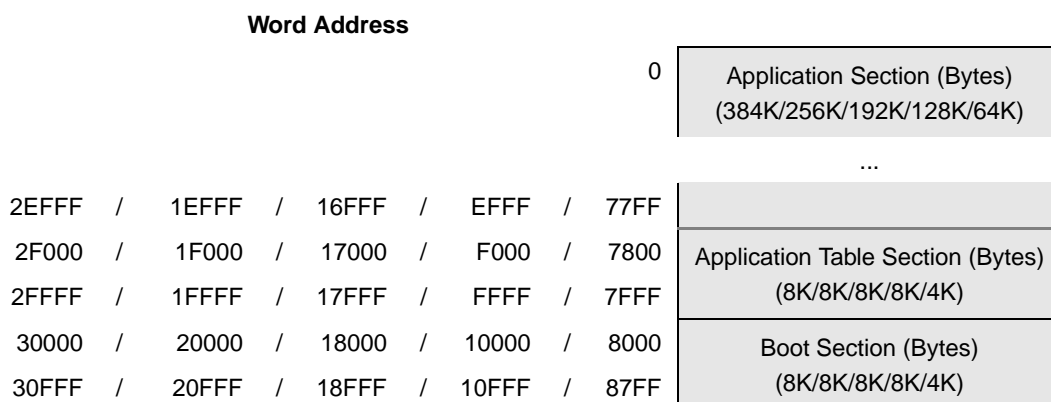 Word Address
0
Application Section (Bytes)
(384K/256K/192K/128K/64K)
...
2EFFF / 1EFFF / 16FFF / EFFF / 77FF
2F000 / 1F000 / 17000 / F000 / 7800
Application Table Section (Bytes)
2FFFF / 1FFFF / 17FFF / FFFF / 7FFF
(8K/8K/8K/8K/4K)
30000 / 20000 / 18000 / 10000 / 8000
Boot Section (Bytes)
30FFF / 20FFF / 18FFF / 10FFF / 87FF
(8K/8K/8K/8K/4K)